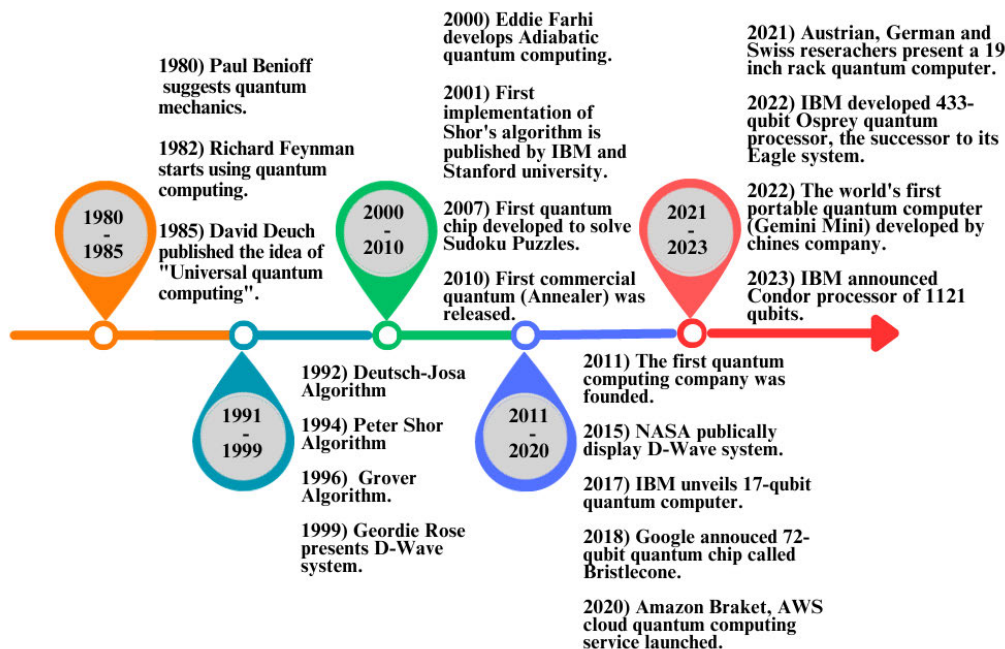 1980
-
1985
1980) Paul Benioff
suggests quantum
mechanics.
1982) Richard Feynman
starts using quantum
computing.
1985) David Deuch
published the idea of
"Universal quantum
computing".
1991
-
1999
1992) Deutsch-Josa
Algorithm
1994) Peter Shor
Algorithm
1996) Grover
Algorithm.
1999) Geordie Rose
presents D-Wave
system.
2000
-
2010
2000) Eddie Farhi
develops Adiabatic
quantum computing.
2001) First
implementation of
Shor's algorithm is
published by IBM and
Stanford university.
2007) First quantum
chip developed to solve
Sudoku Puzzles.
2010) First commercial
quantum (Annealer) was
released.
2011
-
2020
2011) The first quantum
computing company was
founded.
2015) NASA publically
display D-Wave system.
2017) IBM unveils 17-qubit
quantum computer.
2018) Google annouced 72-
qubit quantum chip called
Bristlecone.
2020) Amazon Braket, AWS
cloud quantum computing
service launched.
2021
-
2023
2021) Austrian, German and
Swiss reserachers present a 19
inch rack quantum computer.
2022) IBM developed 433-
qubit Osprey quantum
processor, the successor to its
Eagle system.
2022) The world's first
portable quantum computer
(Gemini Mini) developed by
chines company.
2023) IBM announced
Condor processor of 1121
qubits.